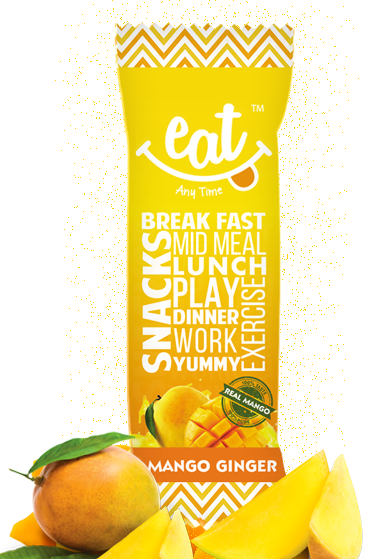 eat
TM
Any Time
BREAK FAST
SNACKS
MID MEAL
LUNCH
PLAY
DINNER
WORK
YUMMY
EXERCISE
REAL MANGO
MANGO GINGER